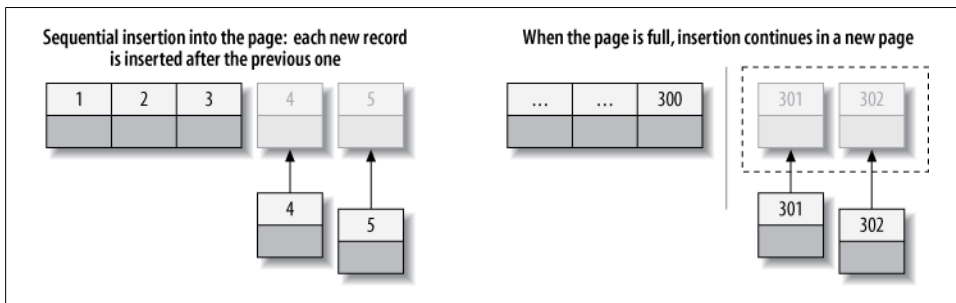 Sequential insertion into the page: each new record
is inserted after the previous one
1 2 3 4 5
4
5
When the page is full, insertion continues in a new page
... ... 300 301 302
301
302